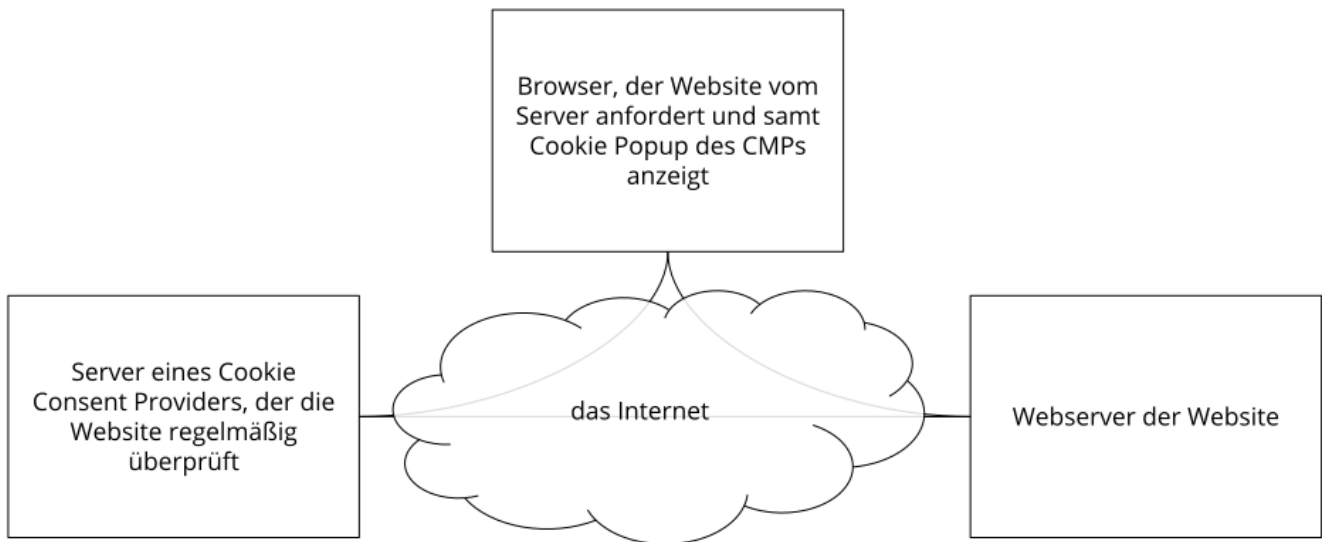 Browser, der Website vom
Server anfordert und samt
Cookie Popup des CMPs
anzeigt
Server eines Cookie
Consent Providers, der die
Website regelmäßig
überprüft
das Internet
Webserver der Website